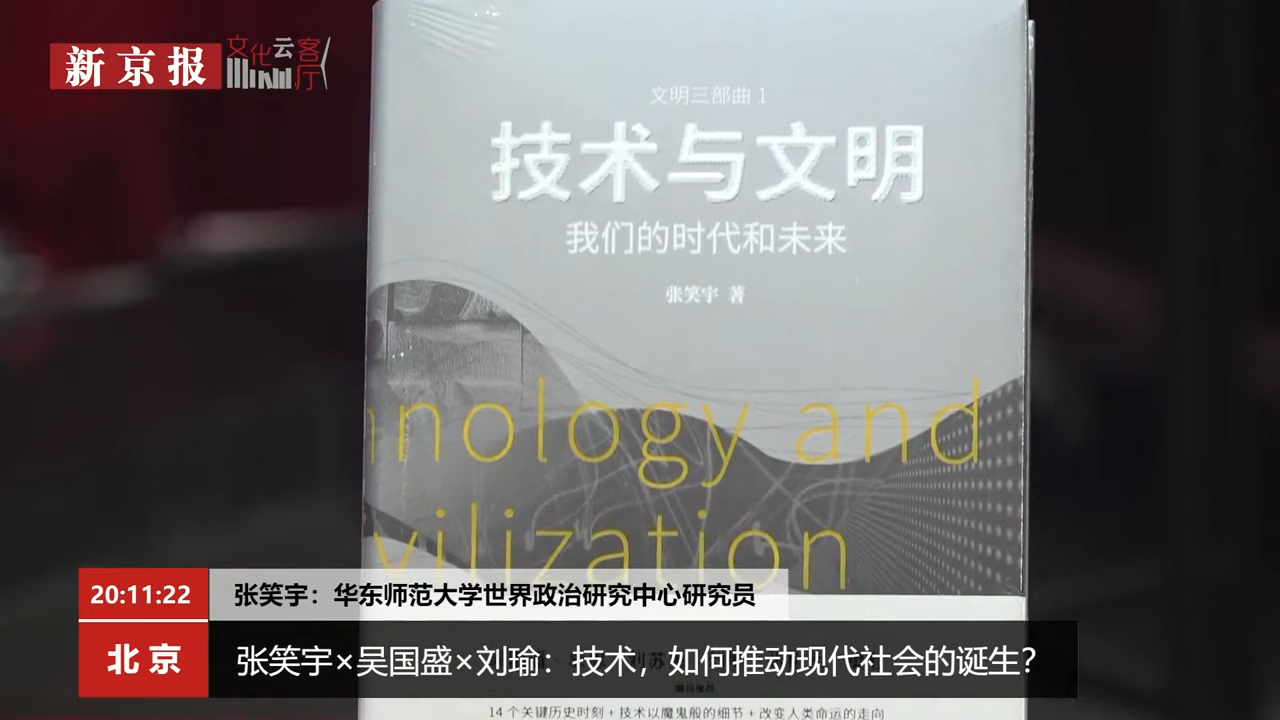 新京报 文化云客厅
文明三部曲 1
技术与文明
我们的时代和未来
张笑宇 著
nology and
vilization
20:11:22
张笑宇：华东师范大学世界政治研究中心研究员
北京
张笑宇×吴国盛×刘瑜：技术，如何推动现代社会的诞生？
14 个关键历史时刻 + 技术以魔鬼般的细节 + 改变人类命运的走向